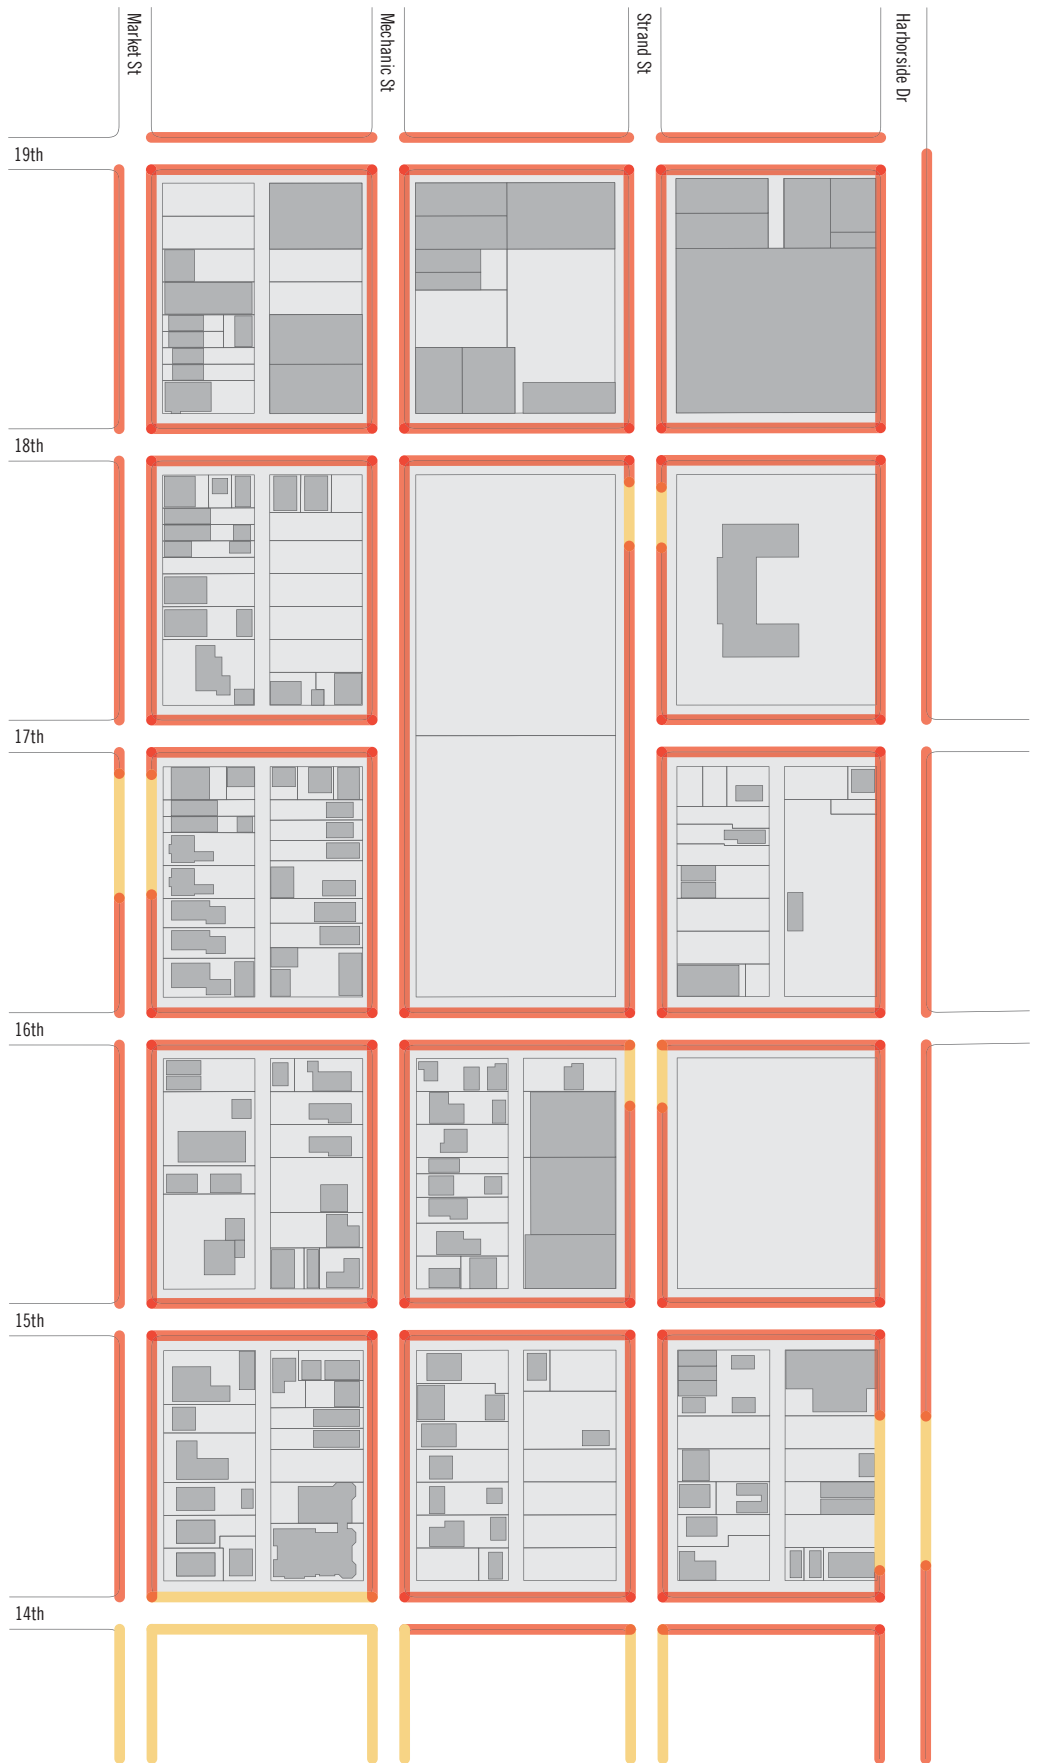 Market St
Mechanic St
Strand St
Harborside Dr
19th
18th
17th
16th
15th
14th